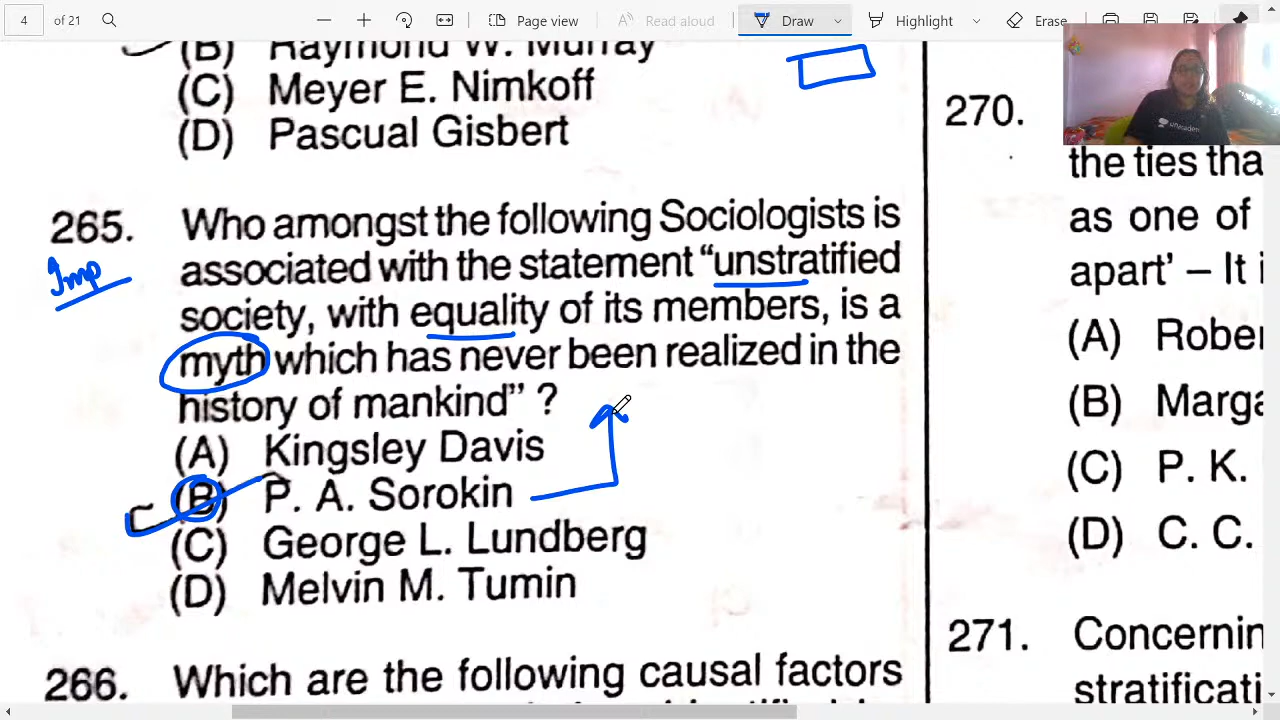 4 of 21
Page view
Read aloud
Draw
Highlight
Erase
(B) Raymond W. Murray
(C) Meyer E. Nimkoff
(D) Pascual Gisbert
265. Who amongst the following Sociologists is
Imp
associated with the statement “unstratified
society, with equality of its members, is a
myth which has never been realized in the
history of mankind” ?
(A) Kingsley Davis
(B) P. A. Sorokin
(C) George L. Lundberg
(D) Melvin M. Tumin
266. Which are the following causal factors
270.
the ties tha
as one of
apart’ – It i
(A) Rober
(B) Marga
(C) P. K.
(D) C. C.
271. Concernin
stratificati